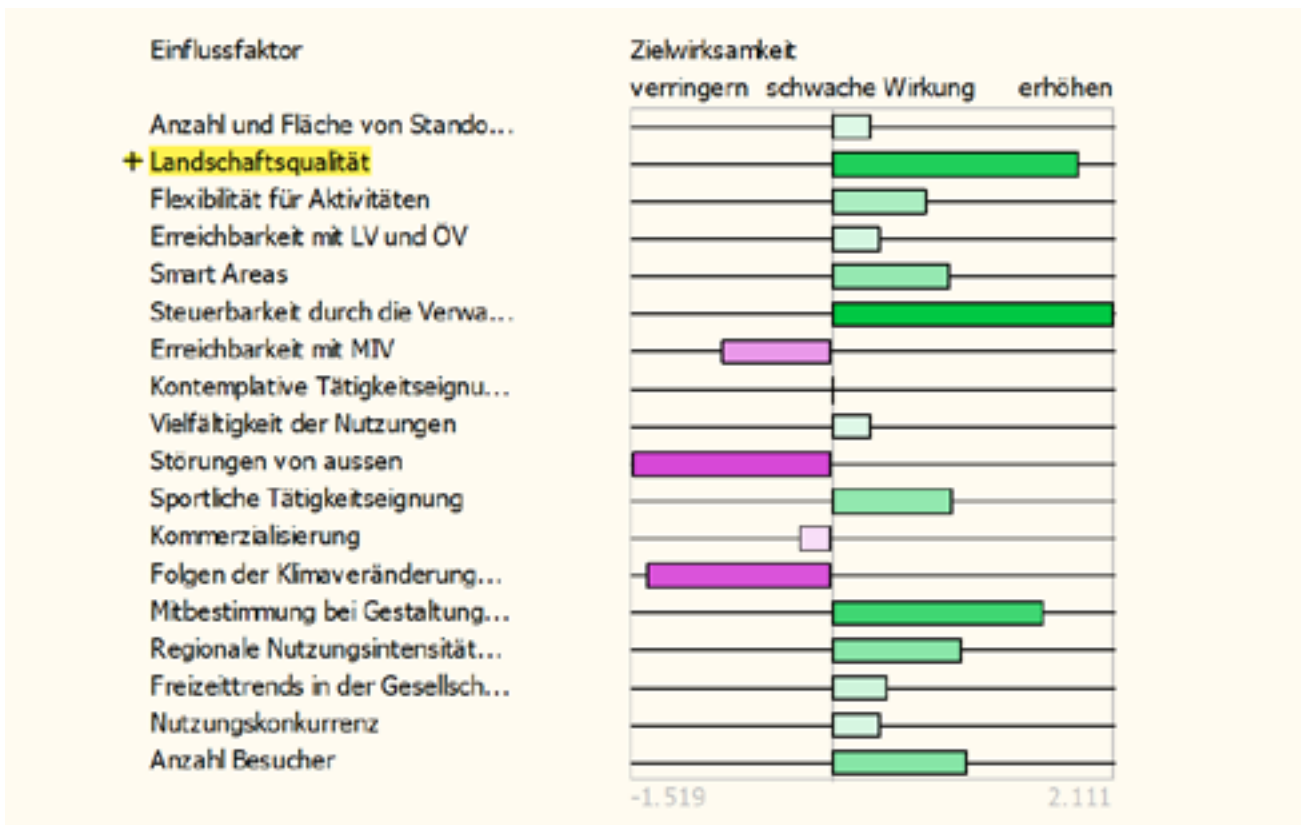 Einflussfaktor Zielwirksamkeit
verringern schwache Wirkung erhöhen
Anzahl und Fläche von Stando...
+ Landschaftsqualität
Flexibilität für Aktivitäten
Erreichbarkeit mit LV und ÖV
Smart Areas
Steuerbarkeit durch die Verwa...
Erreichbarkeit mit MIV
Kontemplative Tätigkeitseignu...
Vielfältigkeit der Nutzungen
Störungen von aussen
Sportliche Tätigkeitseignung
Kommerzialisierung
Folgen der Klimaveränderung...
Mitbestimmung bei Gestaltung...
Regionale Nutzungsintensität...
Freizeittrends in der Gesellsch...
Nutzungskonkurrenz
Anzahl Besucher
-1.519 2.111